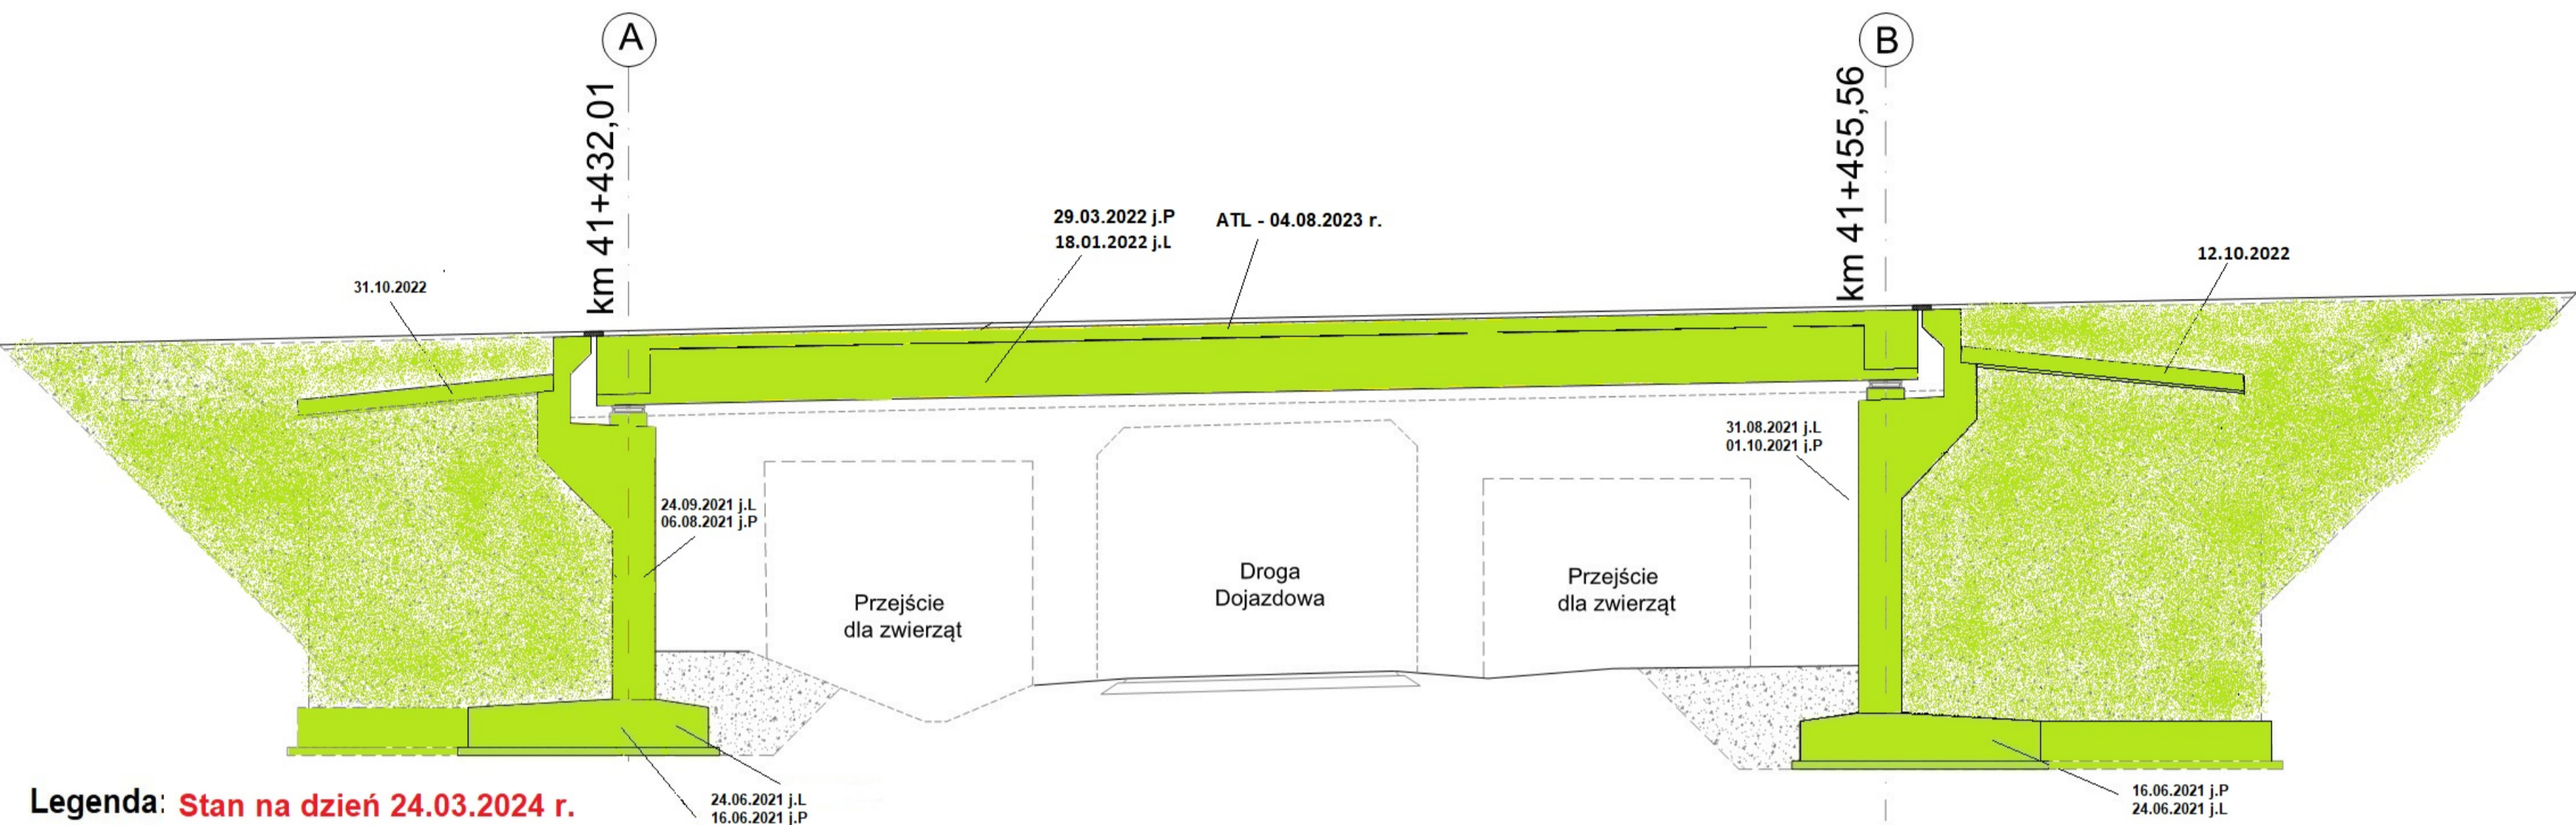 A
B
km 41+432,01
km 41+455,56
29.03.2022 j.P
18.01.2022 j.L
ATL - 04.08.2023 r.
12.10.2022
31.10.2022
31.08.2021 j.L
01.10.2021 j.P
24.09.2021 j.L
06.08.2021 j.P
Przejście
dla zwierząt
Droga
Dojazdowa
Przejście
dla zwierząt
24.06.2021 j.L
16.06.2021 j.P
16.06.2021 j.P
24.06.2021 j.L
Legenda: Stan na dzień 24.03.2024 r.